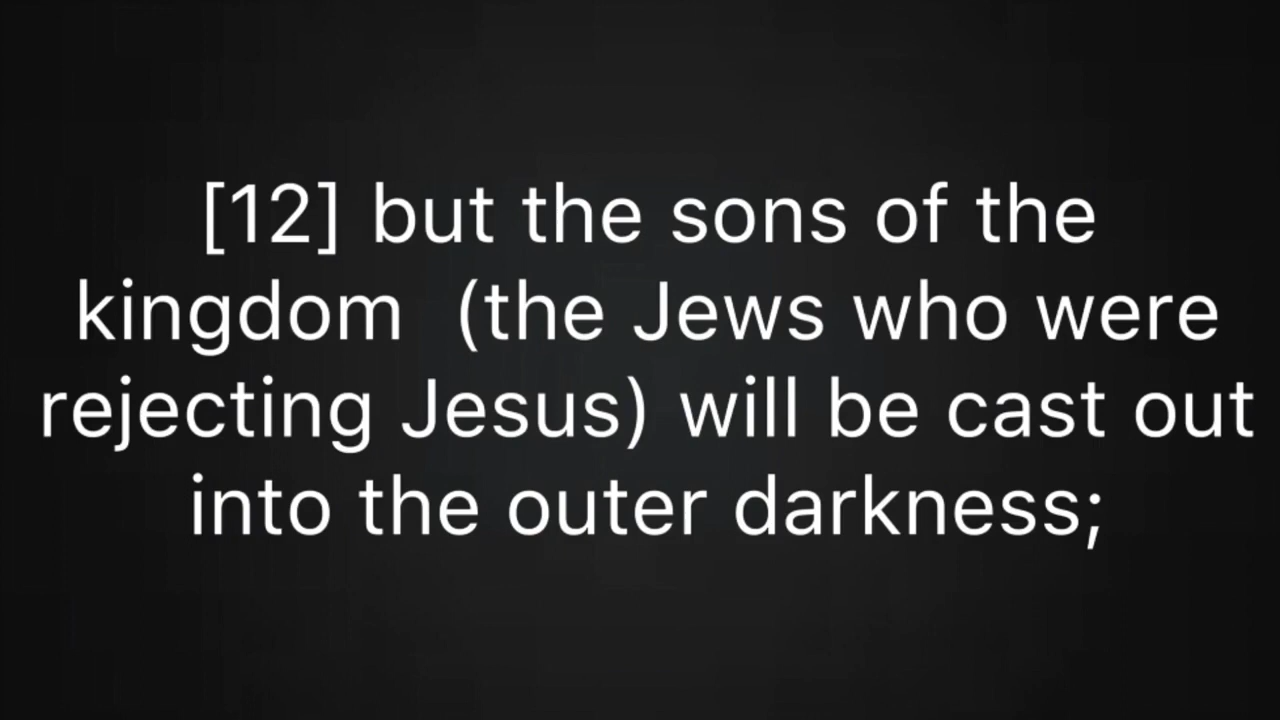 [12] but the sons of the
kingdom  (the Jews who were
rejecting Jesus) will be cast out
into the outer darkness;